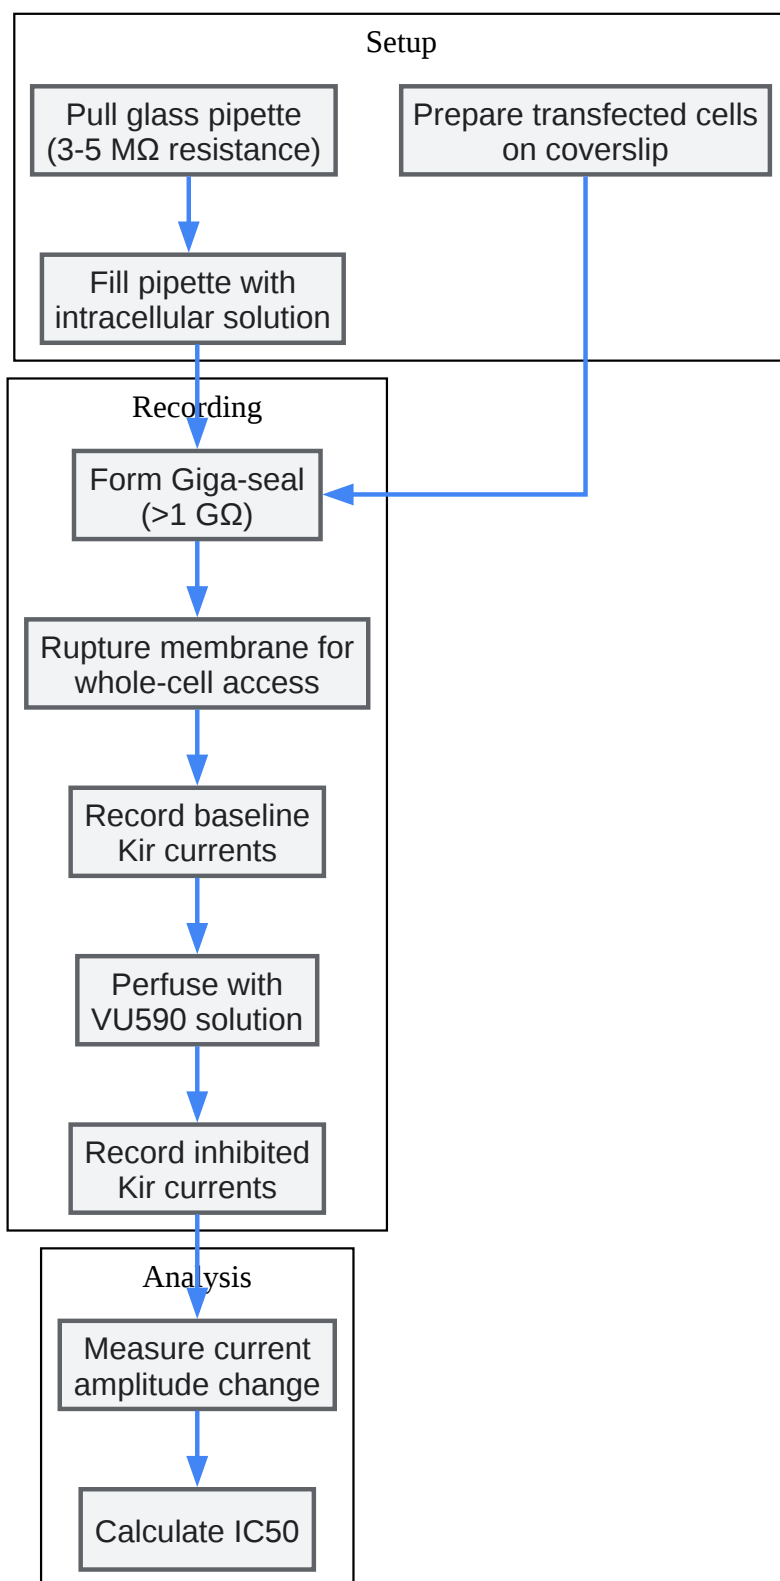 Setup
Pull glass pipette
(3-5 MΩ resistance)
Prepare transfected cells
on coverslip
Fill pipette with
intracellular solution
Recording
Form Giga-seal
(>1 GΩ)
Rupture membrane for
whole-cell access
Record baseline
Kir currents
Perfuse with
VU590 solution
Record inhibited
Kir currents
Analysis
Measure current
amplitude change
Calculate IC50